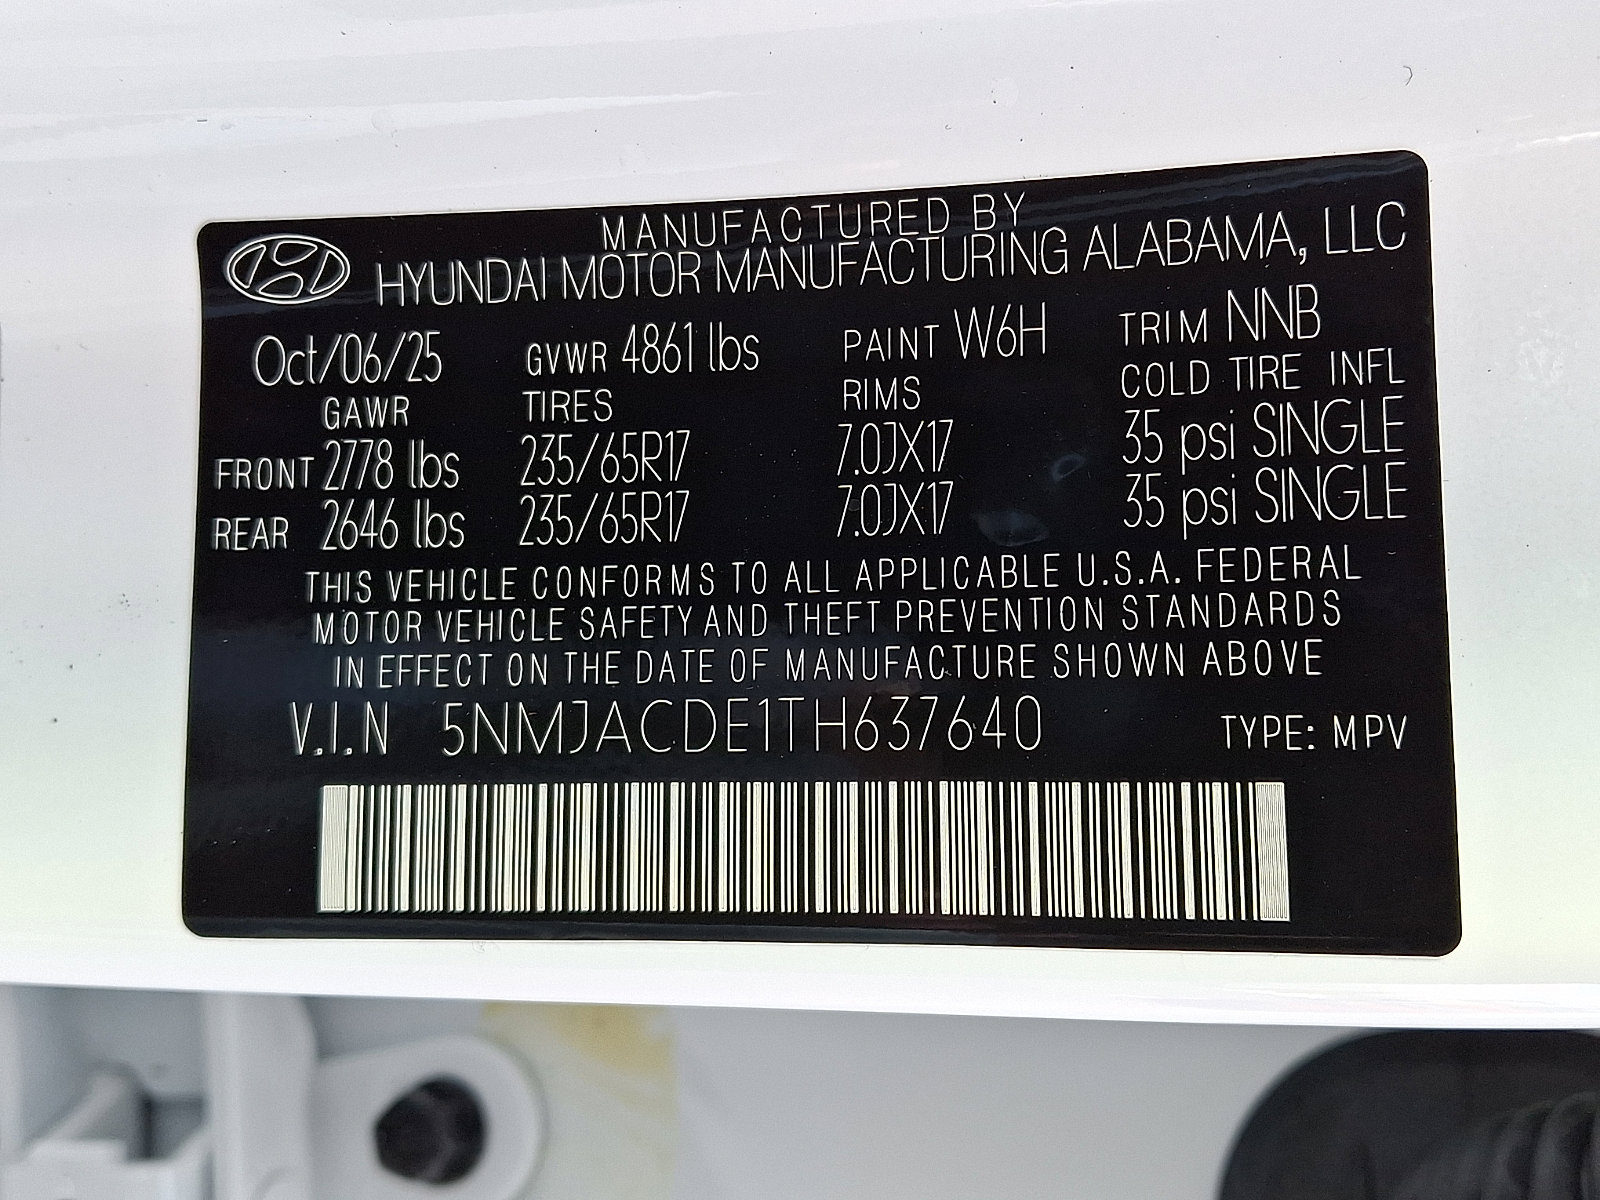 MANUFACTURED BY
HYUNDAI MOTOR MANUFACTURING ALABAMA, LLC
Oct/06/25 GVWR 4861 lbs PAINT W6H TRIM NNB
GAWR TIRES RIMS COLD TIRE INFL
FRONT 2778 lbs 235/65R17 7.0JX17 35 psi SINGLE
REAR 2646 lbs 235/65R17 7.0JX17 35 psi SINGLE
THIS VEHICLE CONFORMS TO ALL APPLICABLE U.S.A. FEDERAL
MOTOR VEHICLE SAFETY AND THEFT PREVENTION STANDARDS
IN EFFECT ON THE DATE OF MANUFACTURE SHOWN ABOVE
V.I.N 5NMJACDE1TH637640 TYPE: MPV